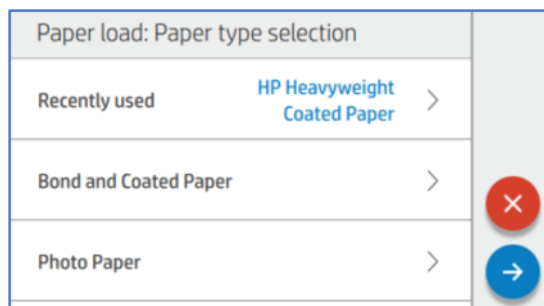 Paper load: Paper type selection
Recently used
HP Heavyweight
Coated Paper
Bond and Coated Paper
Photo Paper